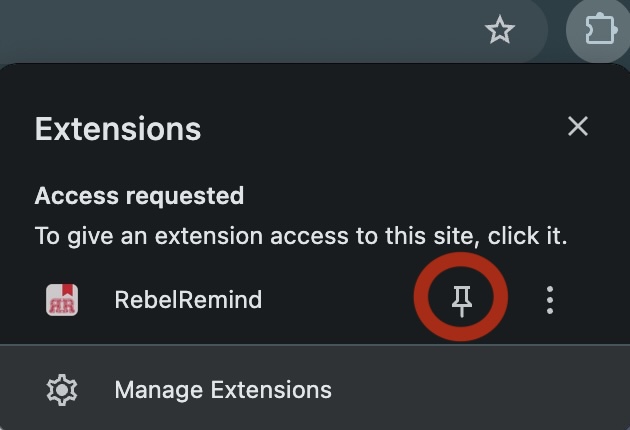 Extensions
Access requested
To give an extension access to this site, click it.
RebelRemind
Manage Extensions